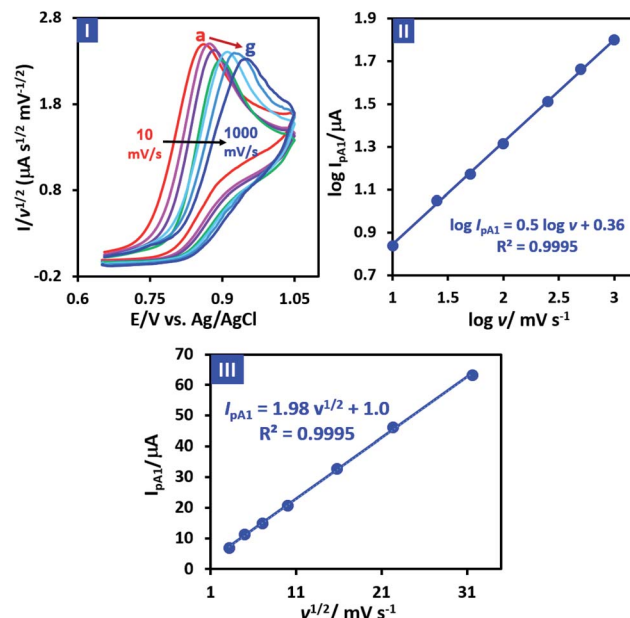 I
a
g
10
mV/s
1000
mV/s
2.8
1.8
0.8
-0.2
0.6
0.75
0.9
1.05
I/v¹/² (µA s¹/² mV⁻¹/²)
E/V vs. Ag/AgCl
II
1.9
1.7
1.5
1.3
1.1
0.9
0.7
1
1.5
2
2.5
3
log IpA1/µA
log IpA1 = 0.5 log v + 0.36
R² = 0.9995
log v/ mV s⁻¹
III
70
60
50
40
30
20
10
0
1
11
21
31
IpA1/µA
IpA1 = 1.98 v¹/² + 1.0
R² = 0.9995
v¹/²/ mV s⁻¹